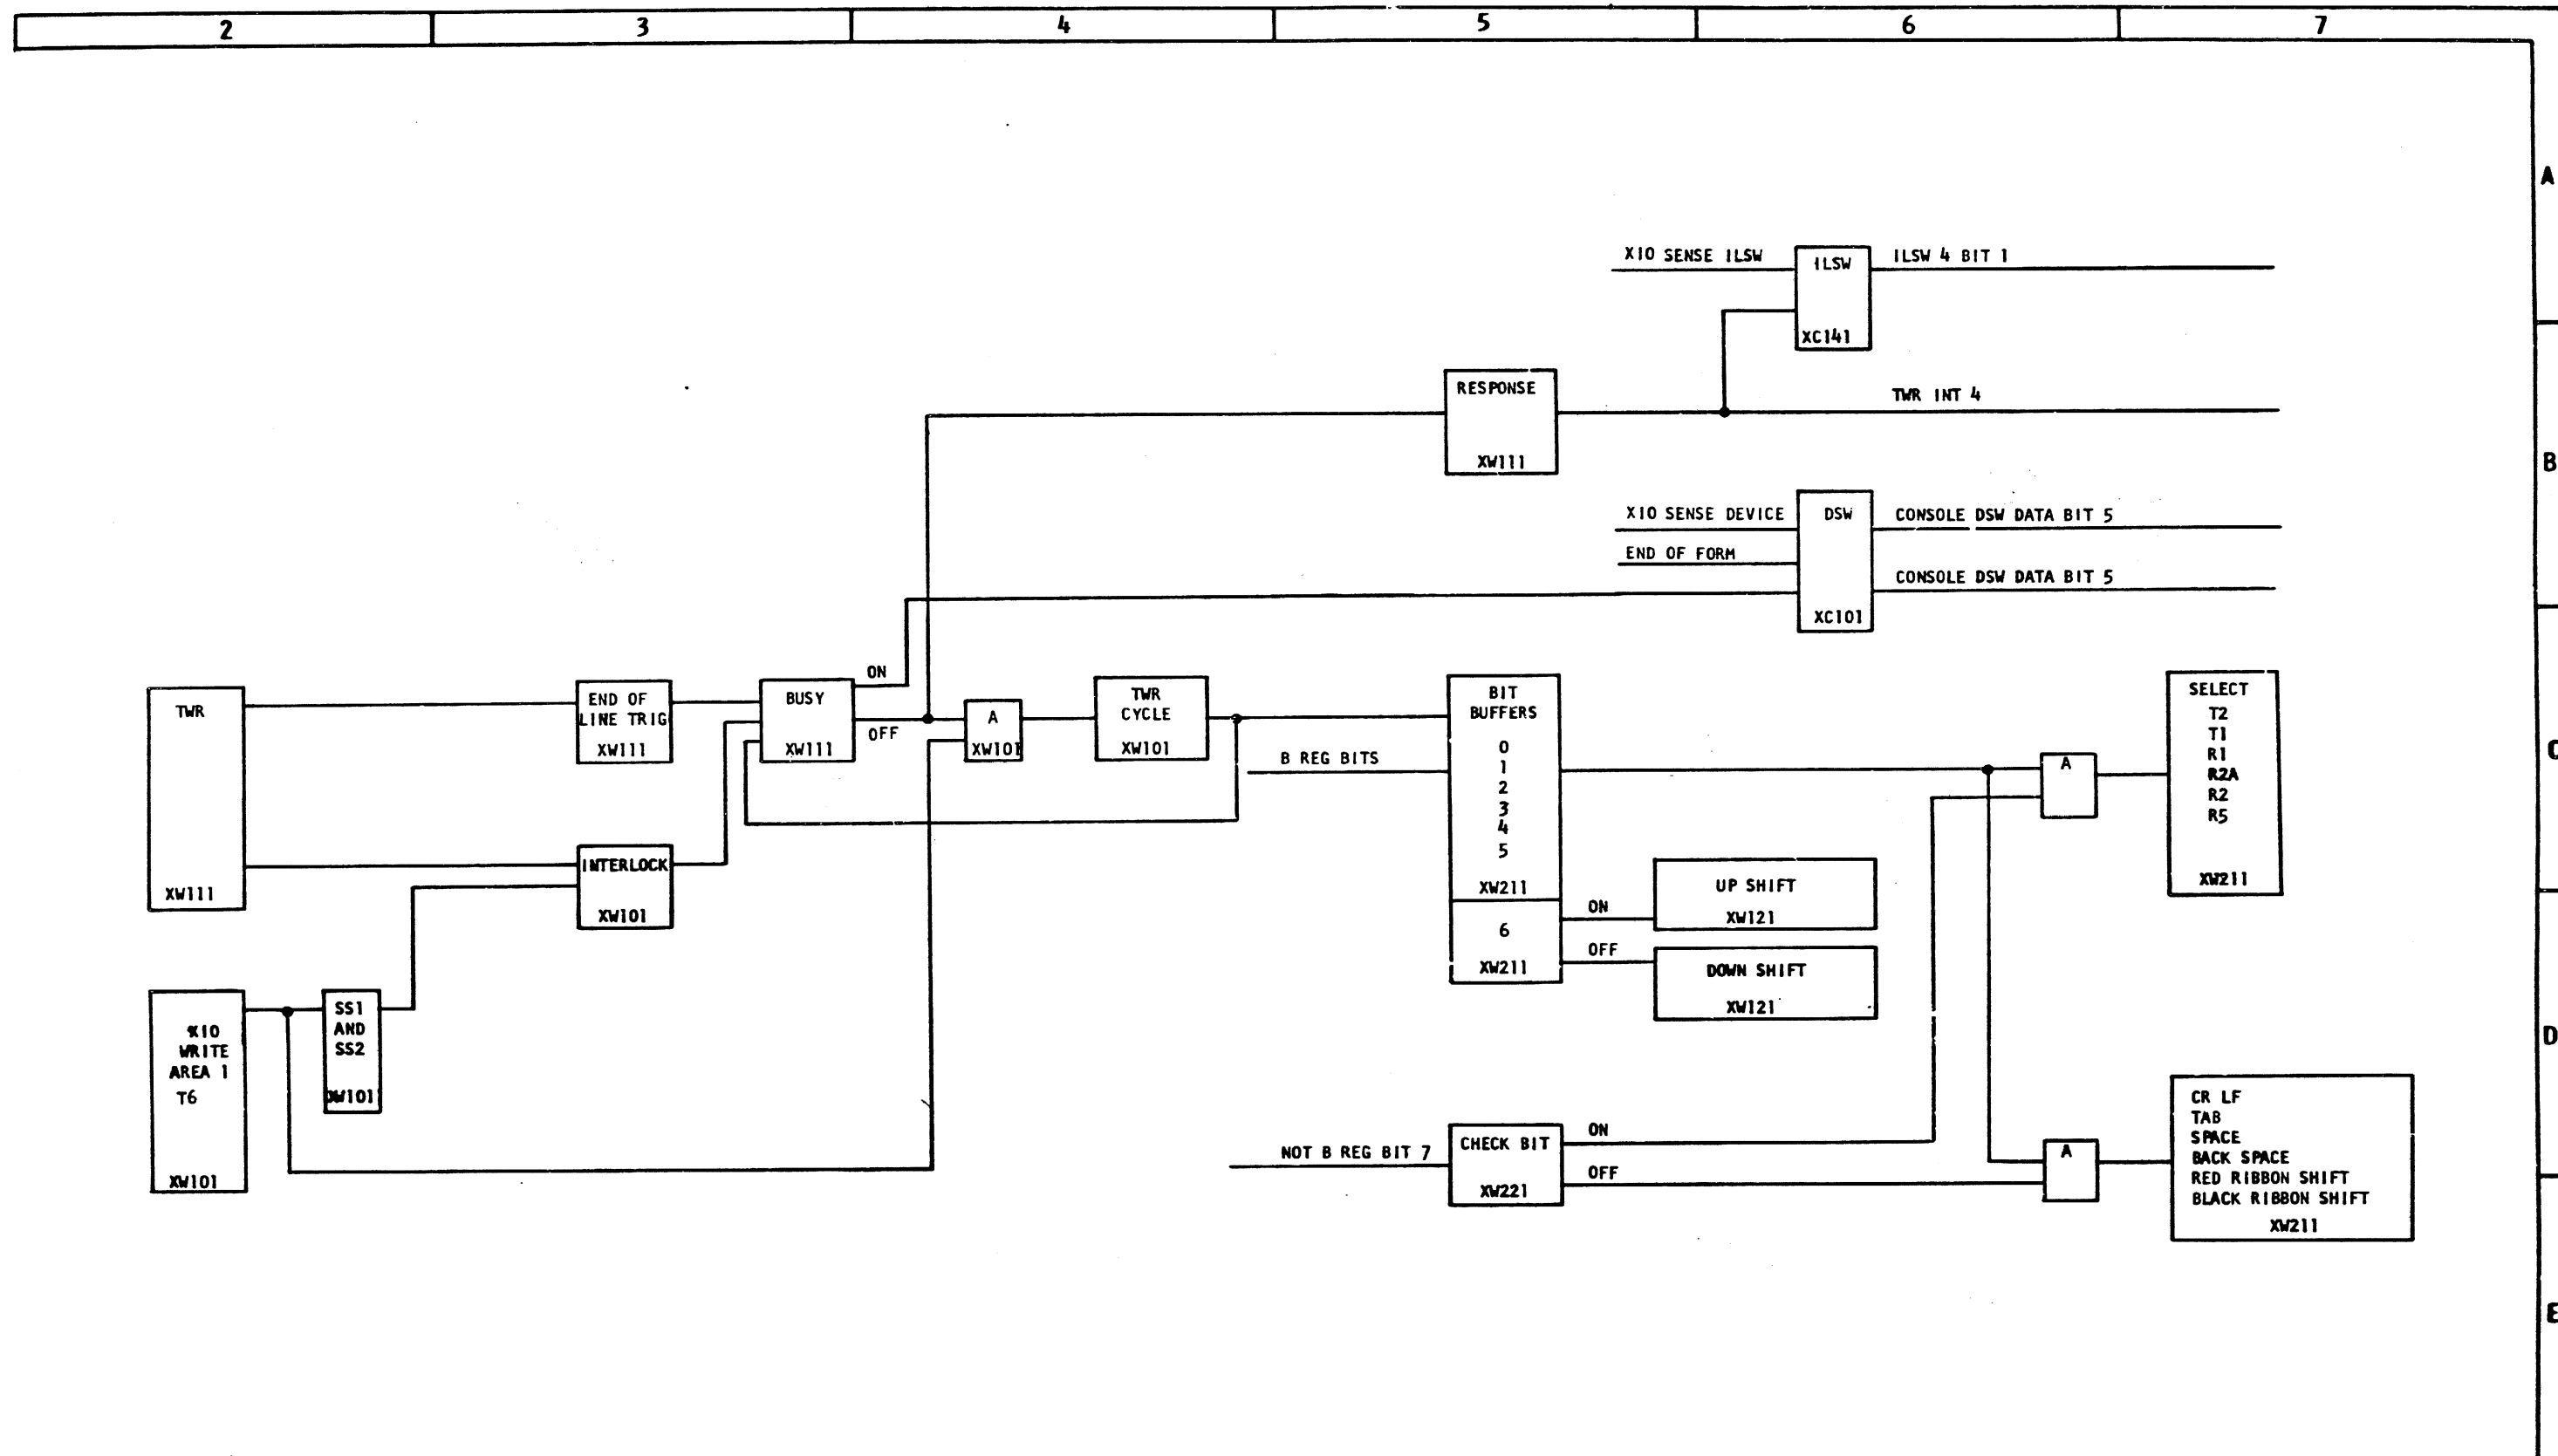 2
3
4
5
6
7
A
B
C
D
E
XIO SENSE ILSW
ILSW
XC141
ILSW 4 BIT 1
RESPONSE
XW111
TWR INT 4
XIO SENSE DEVICE
END OF FORM
DSW
XC101
CONSOLE DSW DATA BIT 5
CONSOLE DSW DATA BIT 5
TWR
XW111
END OF
LINE TRIG
XW111
BUSY
XW111
ON
OFF
A
XW101
TWR
CYCLE
XW101
B REG BITS
BIT
BUFFERS
0
1
2
3
4
5
XW211
6
XW211
ON
OFF
UP SHIFT
XW121
DOWN SHIFT
XW121
A
SELECT
T2
T1
R1
R2A
R2
R5
XW211
INTERLOCK
XW101
XIO
WRITE
AREA 1
T6
XW101
SS1
AND
SS2
XW101
NOT B REG BIT 7
CHECK BIT
XW221
ON
OFF
A
CR LF
TAB
SPACE
BACK SPACE
RED RIBBON SHIFT
BLACK RIBBON SHIFT
XW211